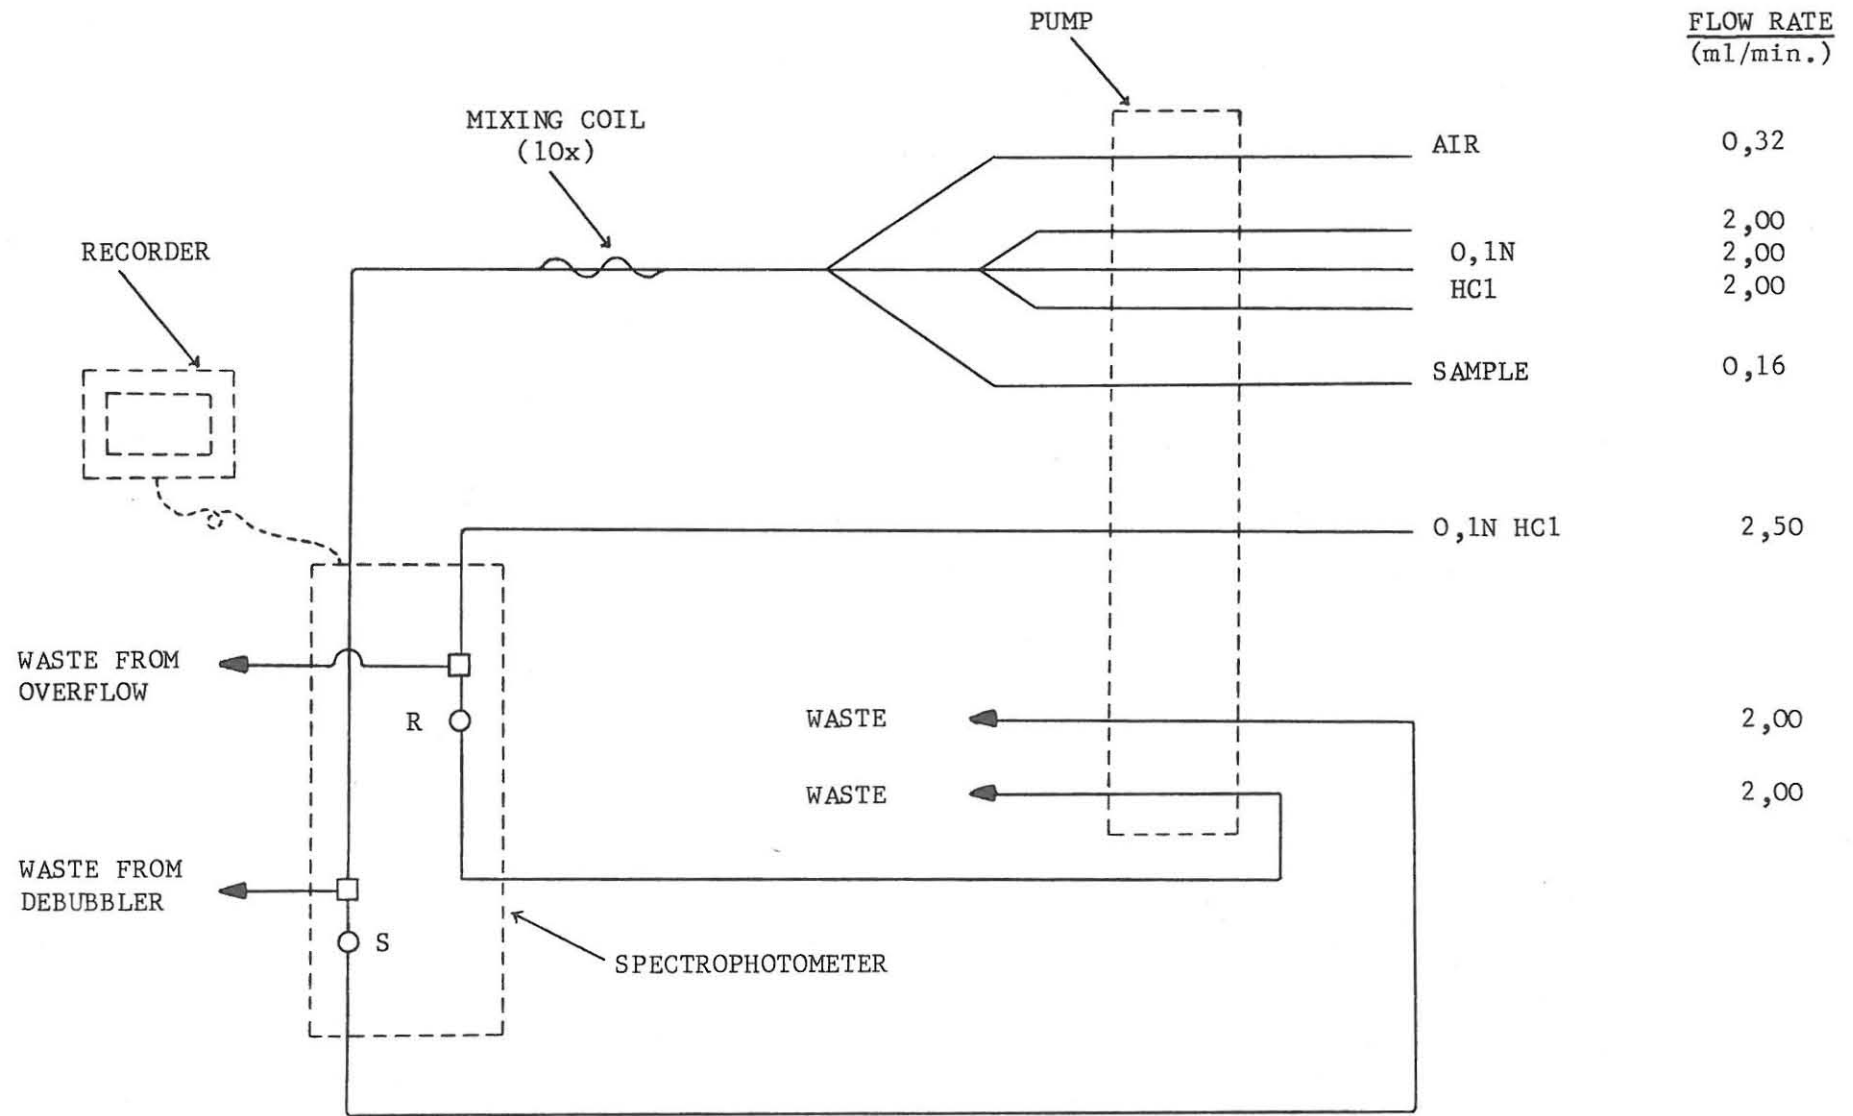 PUMP
FLOW RATE
(ml/min.)
MIXING COIL
(10x)
AIR 0,32
2,00
RECORDER
0,1N 2,00
HCl 2,00
SAMPLE 0,16
0,1N HCl 2,50
WASTE FROM
OVERFLOW
R
WASTE 2,00
WASTE 2,00
WASTE FROM
DEBUBBLER
S
SPECTROPHOTOMETER